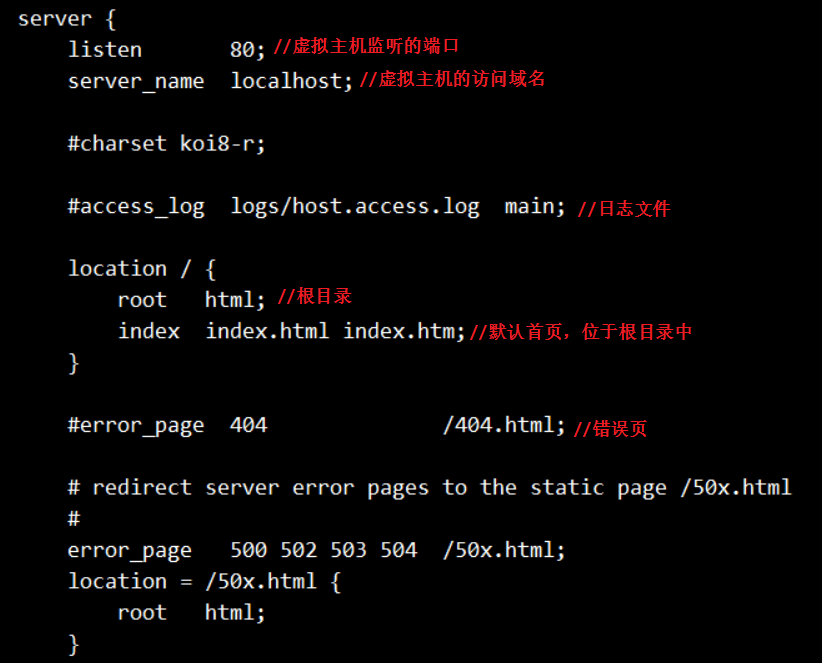 server {
listen 80; //虚拟主机监听的端口
server_name localhost; //虚拟主机的访问域名
#charset koi8-r;
#access_log logs/host.access.log main; //日志文件
location / {
root html; //根目录
index index.html index.htm; //默认首页，位于根目录中
}
#error_page 404 /404.html; //错误页
# redirect server error pages to the static page /50x.html
#
error_page 500 502 503 504 /50x.html;
location = /50x.html {
root html;
}